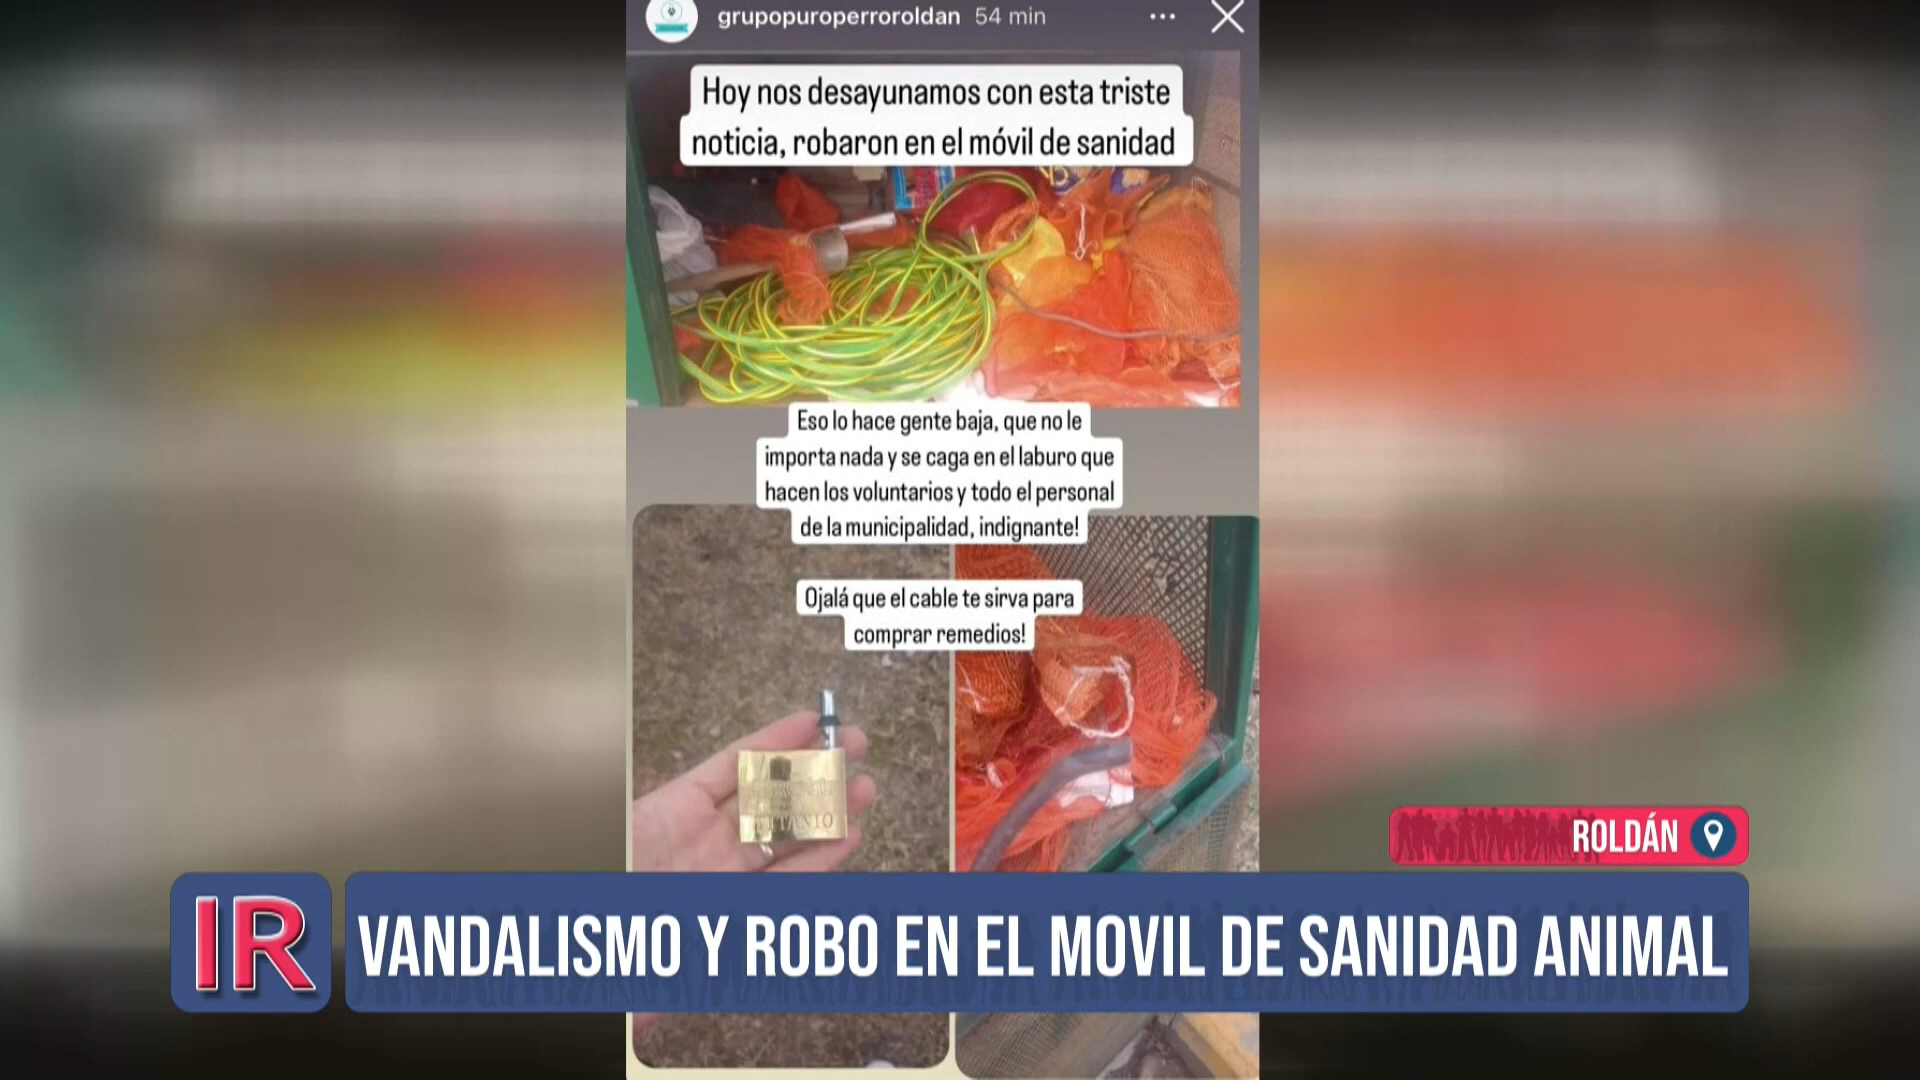 grupopuroperroroldan 54 min
Hoy nos desayunamos con esta triste
noticia, robaron en el móvil de sanidad
Eso lo hace gente baja, que no le
importa nada y se caga en el laburo que
hacen los voluntarios y todo el personal
de la municipalidad, indignante!
Ojalá que el cable te sirva para
comprar remedios!
TITANIO
ROLDÁN
IR
VANDALISMO Y ROBO EN EL MOVIL DE SANIDAD ANIMAL